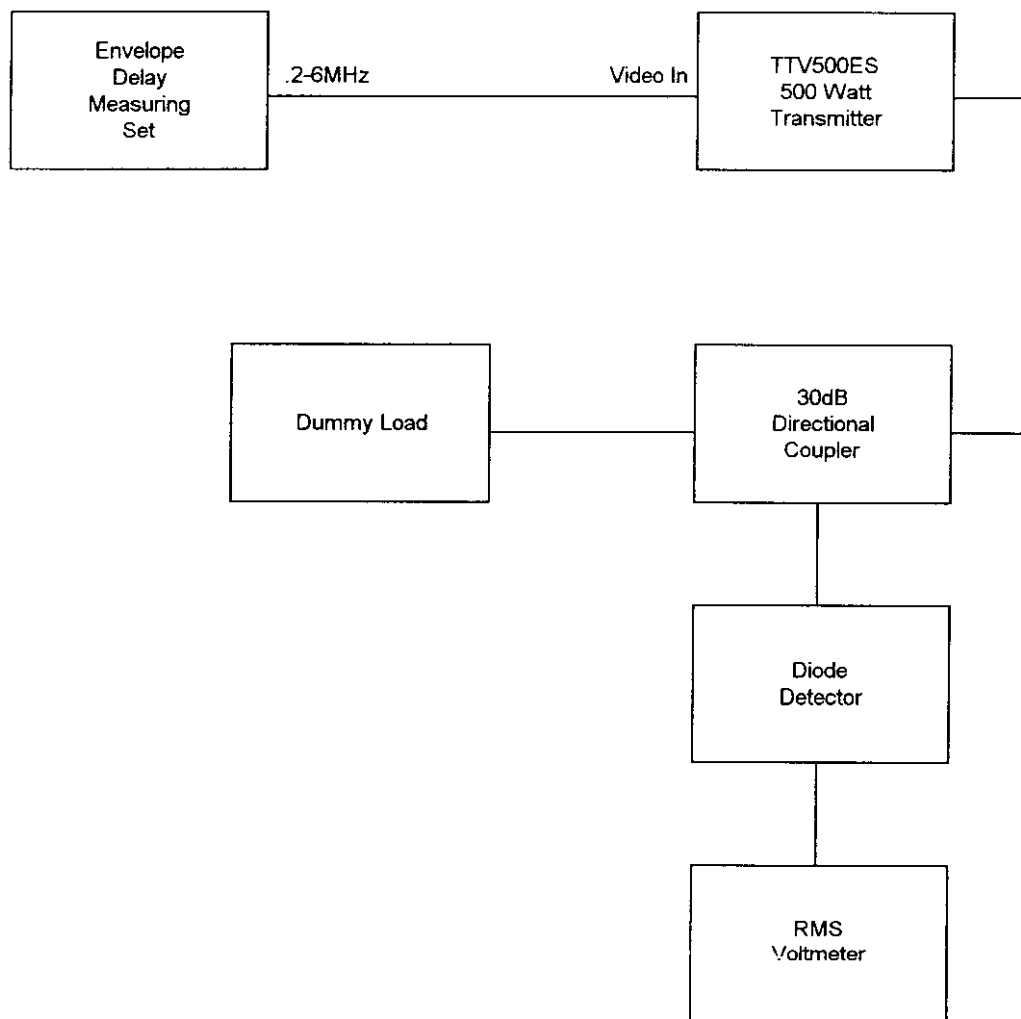 Envelope
Delay
Measuring
Set
.2-6MHz
Video In
TTV500ES
500 Watt
Transmitter
Dummy Load
30dB
Directional
Coupler
Diode
Detector
RMS
Voltmeter